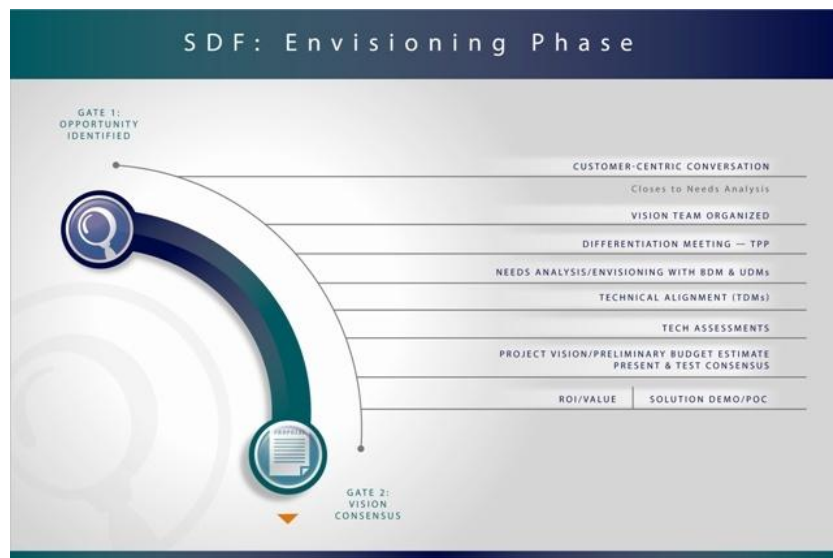 SDF: Envisioning Phase
GATE 1:
OPPORTUNITY
IDENTIFIED
CUSTOMER-CENTRIC CONVERSATION
Closes to Needs Analysis
VISION TEAM ORGANIZED
DIFFERENTIATION MEETING — TPP
NEEDS ANALYSIS/ENVISIONING WITH BDM & UDMs
TECHNICAL ALIGNMENT (TDMs)
TECH ASSESSMENTS
PROJECT VISION/PRELIMINARY BUDGET ESTIMATE
PRESENT & TEST CONSENSUS
ROI/VALUE
SOLUTION DEMO/POC
PROPOSAL
GATE 2:
VISION
CONSENSUS